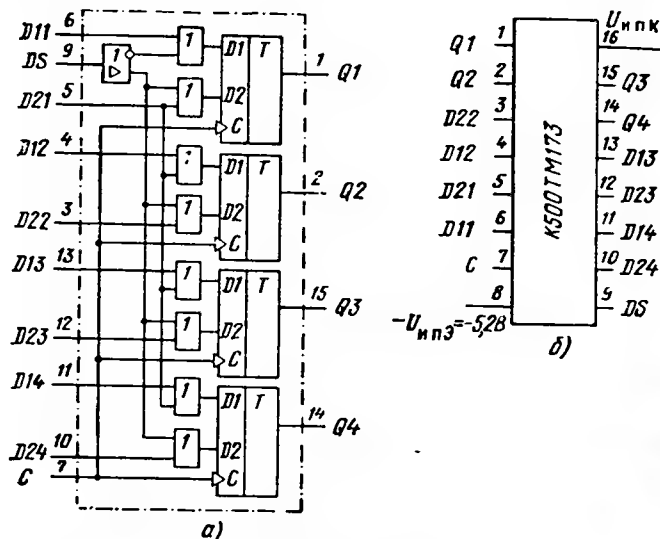 D11 6
DS 9
D21 5
D12 4
D22 3
D13 13
D23 12
D14 11
D24 10
C 7
1
1
1
:
1
1
1
1
1
D1 T
D2
C
D1 T
D2
C
D1 T
D2
C
D1 T
D2
C
1 Q1
2 Q2
15 Q3
14 Q4
а)
Q1 1
Q2 2
D22 3
D12 4
D21 5
D11 6
C 7
8
-Uипэ=-5,2В
К500ТМ173
Uипк
16
15 Q3
14 Q4
13 D13
12 D23
11 D14
10 D24
9 DS
б)